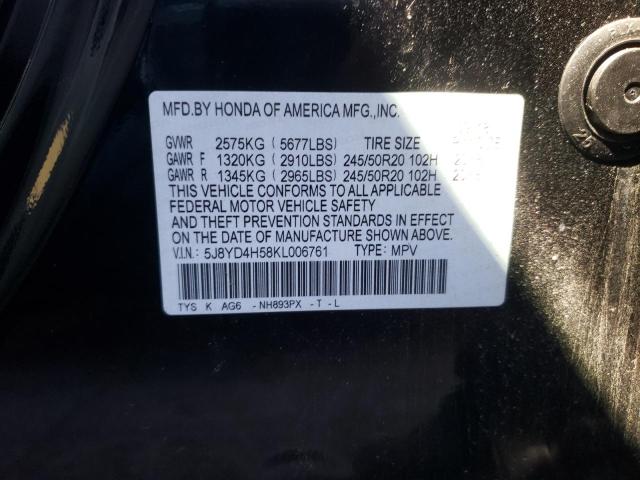 MFD.BY HONDA OF AMERICA MFG.,INC.
GVWR 2575KG ( 5677LBS) TIRE SIZE
GAWR F 1320KG ( 2910LBS) 245/50R20 102H
GAWR R 1345KG ( 2965LBS) 245/50R20 102H
THIS VEHICLE CONFORMS TO ALL APPLICABLE
FEDERAL MOTOR VEHICLE SAFETY
AND THEFT PREVENTION STANDARDS IN EFFECT
ON THE DATE OF MANUFACTURE SHOWN ABOVE.
V.I.N.: 5J8YD4H58KL006761 TYPE: MPV
TYS K AG6 -NH893PX -T -L